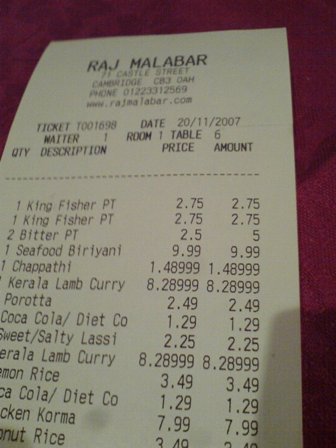 RAJ MALABAR
71 CASTLE STREET
CAMBRIDGE CB3 0AH
PHONE 01223312569
www.rajmalabar.com
TICKET T001698 DATE 20/11/2007
WAITER 1 ROOM 1 TABLE 6
QTY DESCRIPTION PRICE AMOUNT
1 King Fisher PT 2.75 2.75
1 King Fisher PT 2.75 2.75
2 Bitter PT 2.5 5
1 Seafood Biriyani 9.99 9.99
1 Chappathi 1.48999 1.48999
Kerala Lamb Curry 8.28999 8.28999
Porotta 2.49 2.49
Coca Cola/ Diet Co 1.29 1.29
Sweet/Salty Lassi 2.25 2.25
erala Lamb Curry 8.28999 8.28999
emon Rice 3.49 3.49
ca Cola/ Diet Co 1.29 1.29
cken Korma 7.99 7.99
onut Rice 3.49 3.49